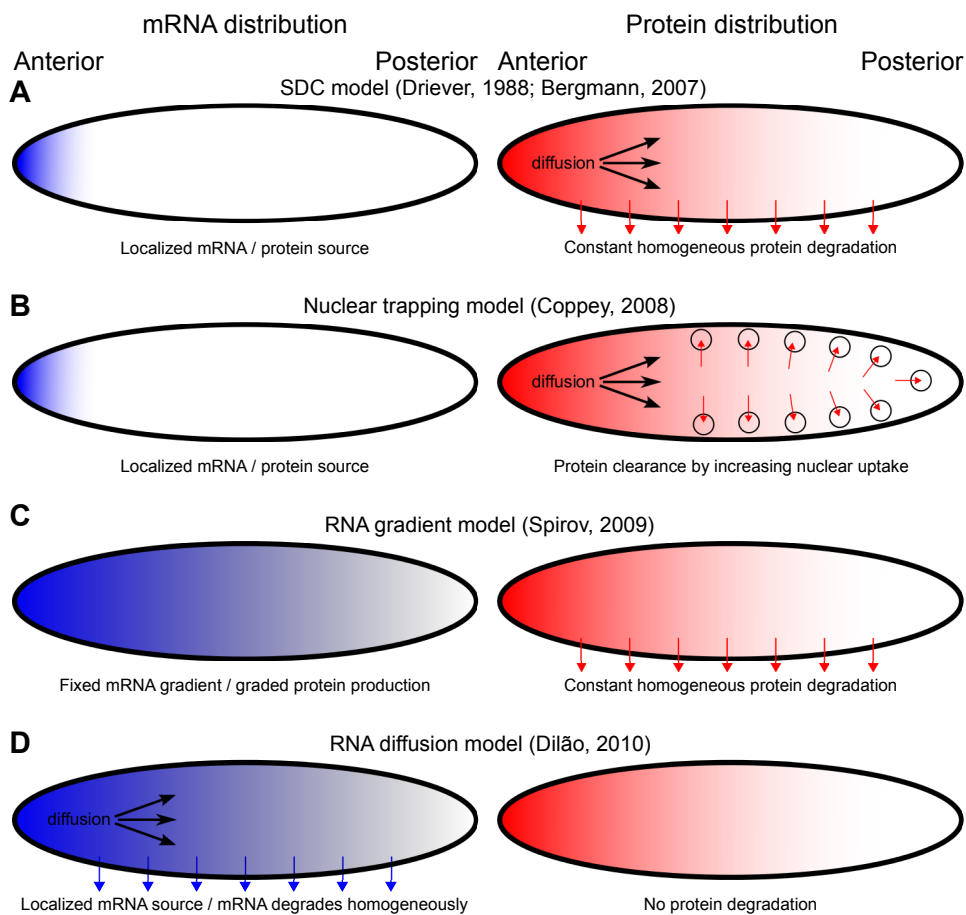 mRNA distribution
Protein distribution
Anterior
Posterior
Anterior
Posterior
A
SDC model (Driever, 1988; Bergmann, 2007)
diffusion
Localized mRNA / protein source
Constant homogeneous protein degradation
B
Nuclear trapping model (Coppey, 2008)
diffusion
Localized mRNA / protein source
Protein clearance by increasing nuclear uptake
C
RNA gradient model (Spirov, 2009)
Fixed mRNA gradient / graded protein production
Constant homogeneous protein degradation
D
RNA diffusion model (Dilão, 2010)
diffusion
Localized mRNA source / mRNA degrades homogeneously
No protein degradation